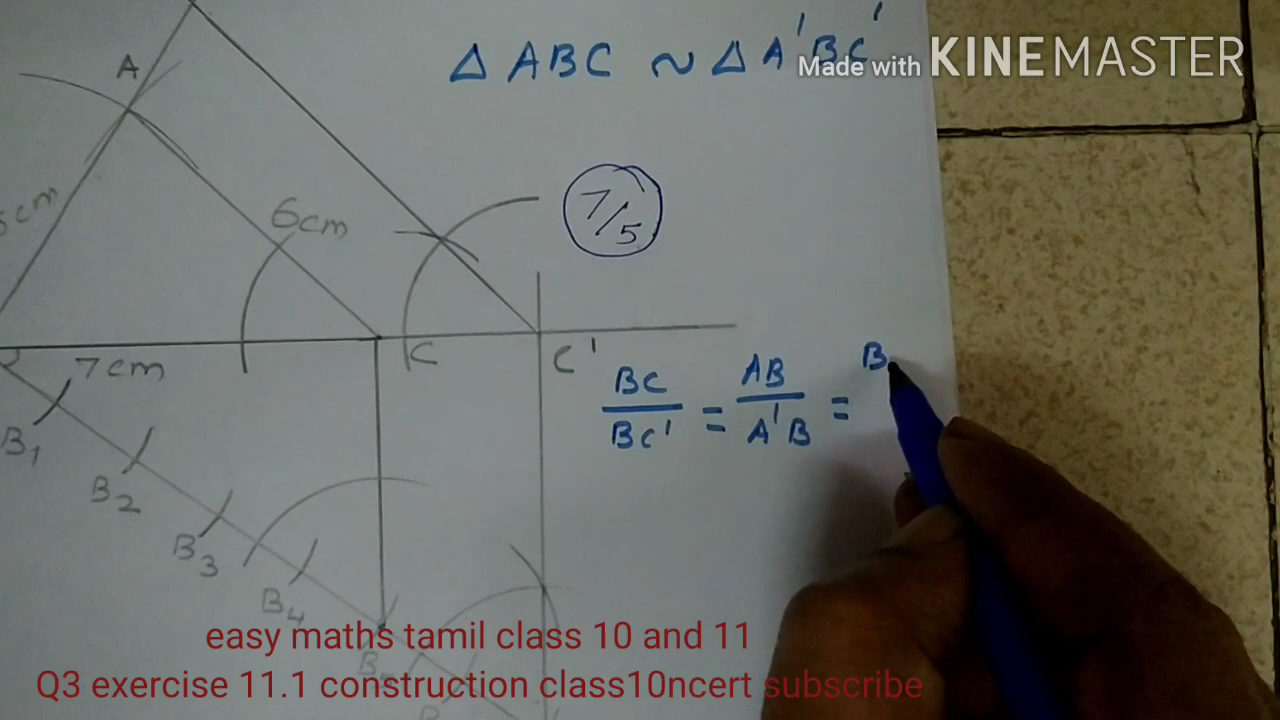 Δ ABC ~ Δ A'BC'
Made with KINEMASTER
A
cm
6cm
7/5
7cm
C
C'
BC/BC' = AB/A'B = B
B1
B2
B3
B4
easy maths tamil class 10 and 11
Q3 exercise 11.1 construction class10ncert subscribe